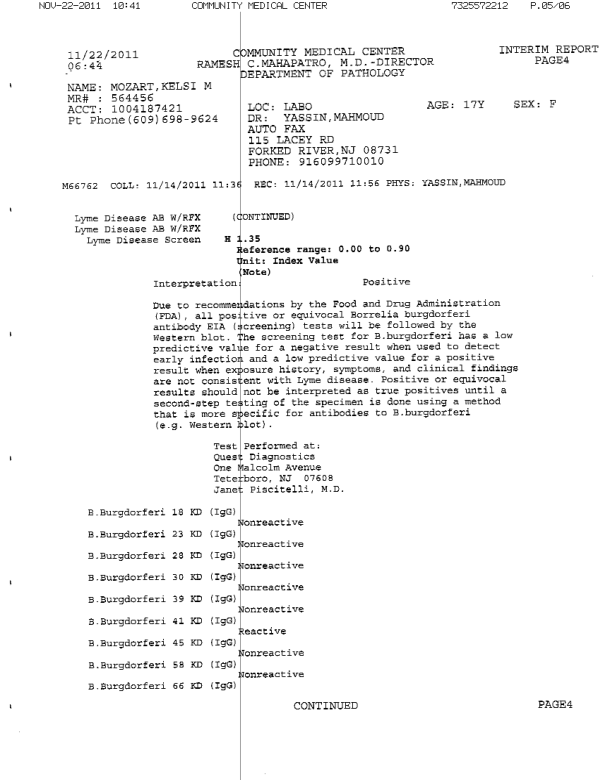 NOV-22-2011 10:41 COMMUNITY MEDICAL CENTER 7325572212 P.05/06
11/22/2011 COMMUNITY MEDICAL CENTER INTERIM REPORT
06:44 RAMESH C.MAHAPATRO, M.D.-DIRECTOR PAGE4
DEPARTMENT OF PATHOLOGY
NAME: MOZART,KELSI M
MR# : 564456
ACCT: 1004187421 LOC: LABO AGE: 17Y SEX: F
Pt Phone(609)698-9624 DR: YASSIN,MAHMOUD
AUTO FAX
115 LACEY RD
FORKED RIVER,NJ 08731
PHONE: 916099710010
M66762 COLL: 11/14/2011 11:36 REC: 11/14/2011 11:56 PHYS: YASSIN,MAHMOUD
Lyme Disease AB W/RFX (CONTINUED)
Lyme Disease AB W/RFX
Lyme Disease Screen H 1.35
Reference range: 0.00 to 0.90
Unit: Index Value
(Note)
Interpretation: Positive
Due to recommendations by the Food and Drug Administration
(FDA), all positive or equivocal Borrelia burgdorferi
antibody EIA (screening) tests will be followed by the
Western blot. The screening test for B.burgdorferi has a low
predictive value for a negative result when used to detect
early infection and a low predictive value for a positive
result when exposure history, symptoms, and clinical findings
are not consistent with Lyme disease. Positive or equivocal
results should not be interpreted as true positives until a
second-step testing of the specimen is done using a method
that is more specific for antibodies to B.burgdorferi
(e.g. Western blot).
Test Performed at:
Quest Diagnostics
One Malcolm Avenue
Teterboro, NJ 07608
Janet Piscitelli, M.D.
B.Burgdorferi 18 KD (IgG)
Nonreactive
B.Burgdorferi 23 KD (IgG)
Nonreactive
B.Burgdorferi 28 KD (IgG)
Nonreactive
B.Burgdorferi 30 KD (IgG)
Nonreactive
B.Burgdorferi 39 KD (IgG)
Nonreactive
B.Burgdorferi 41 KD (IgG)
Reactive
B.Burgdorferi 45 KD (IgG)
Nonreactive
B.Burgdorferi 58 KD (IgG)
Nonreactive
B.Burgdorferi 66 KD (IgG)
CONTINUED PAGE4